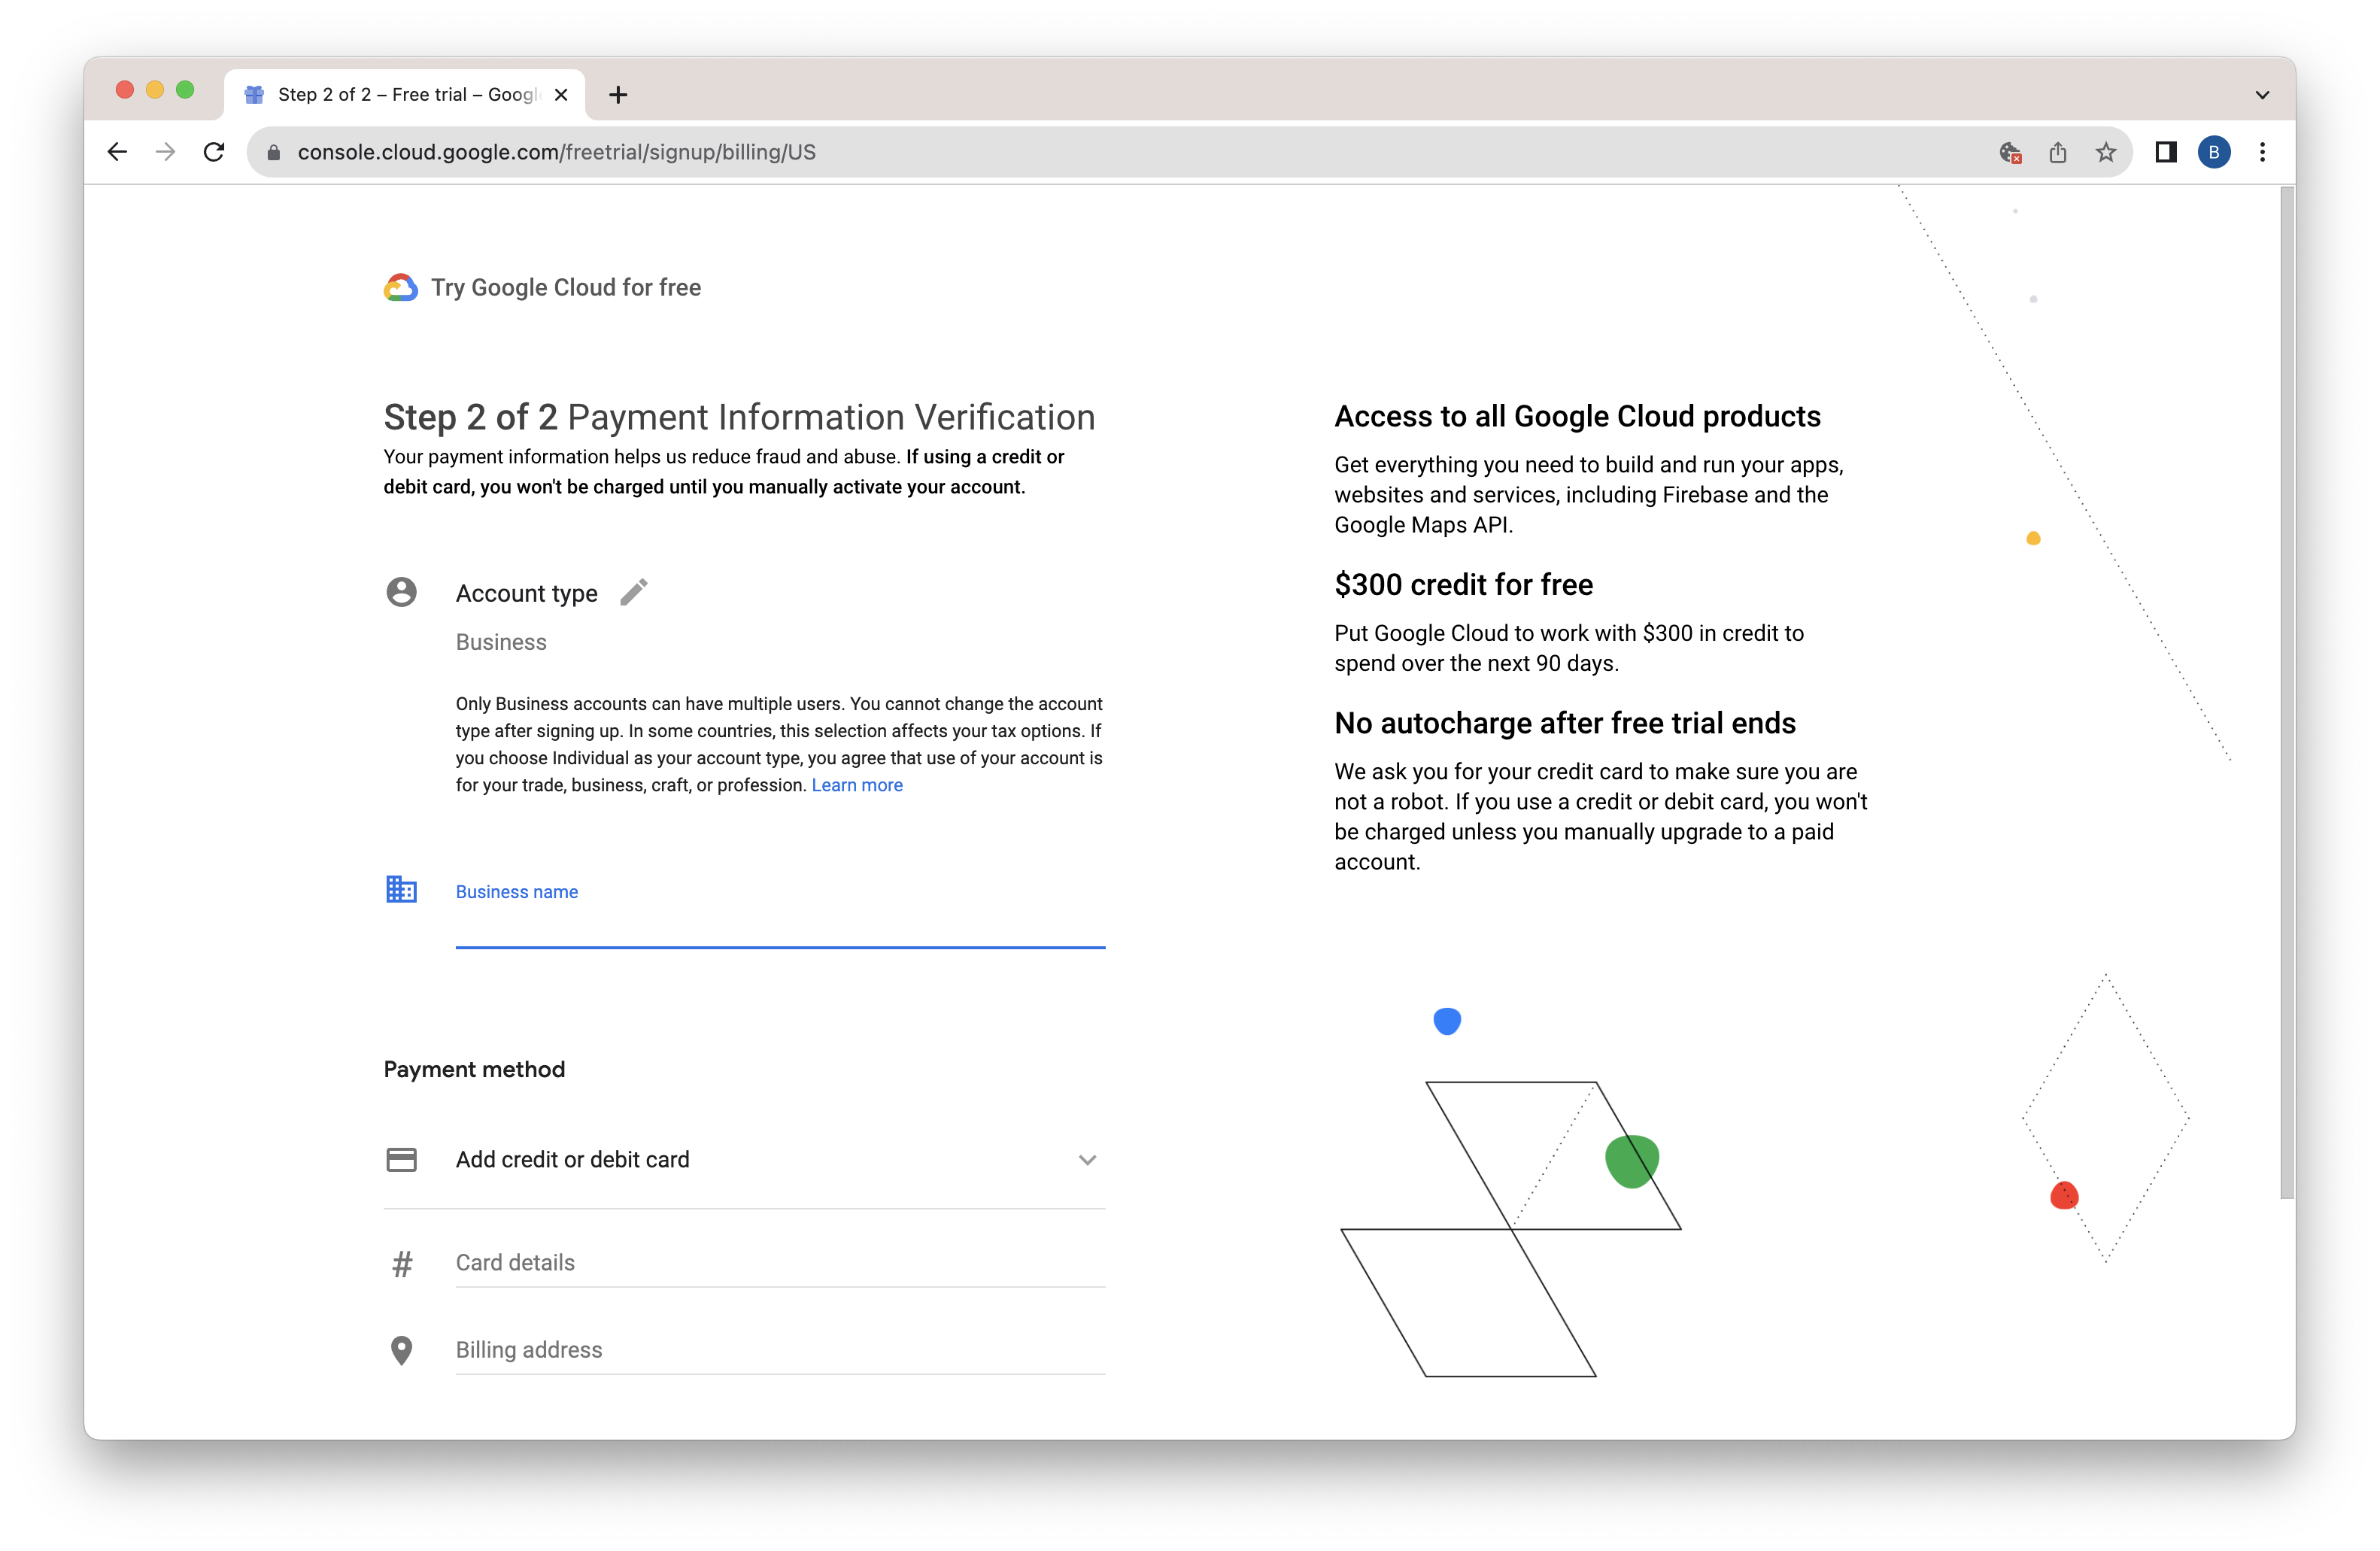 Step 2 of 2 – Free trial – Googl
console.cloud.google.com/freetrial/signup/billing/US
B
Try Google Cloud for free
Step 2 of 2 Payment Information Verification
Your payment information helps us reduce fraud and abuse. If using a credit or
debit card, you won't be charged until you manually activate your account.
Account type
Business
Only Business accounts can have multiple users. You cannot change the account
type after signing up. In some countries, this selection affects your tax options. If
you choose Individual as your account type, you agree that use of your account is
for your trade, business, craft, or profession. Learn more
Business name
Payment method
Add credit or debit card
# Card details
Billing address
Access to all Google Cloud products
Get everything you need to build and run your apps,
websites and services, including Firebase and the
Google Maps API.
$300 credit for free
Put Google Cloud to work with $300 in credit to
spend over the next 90 days.
No autocharge after free trial ends
We ask you for your credit card to make sure you are
not a robot. If you use a credit or debit card, you won't
be charged unless you manually upgrade to a paid
account.